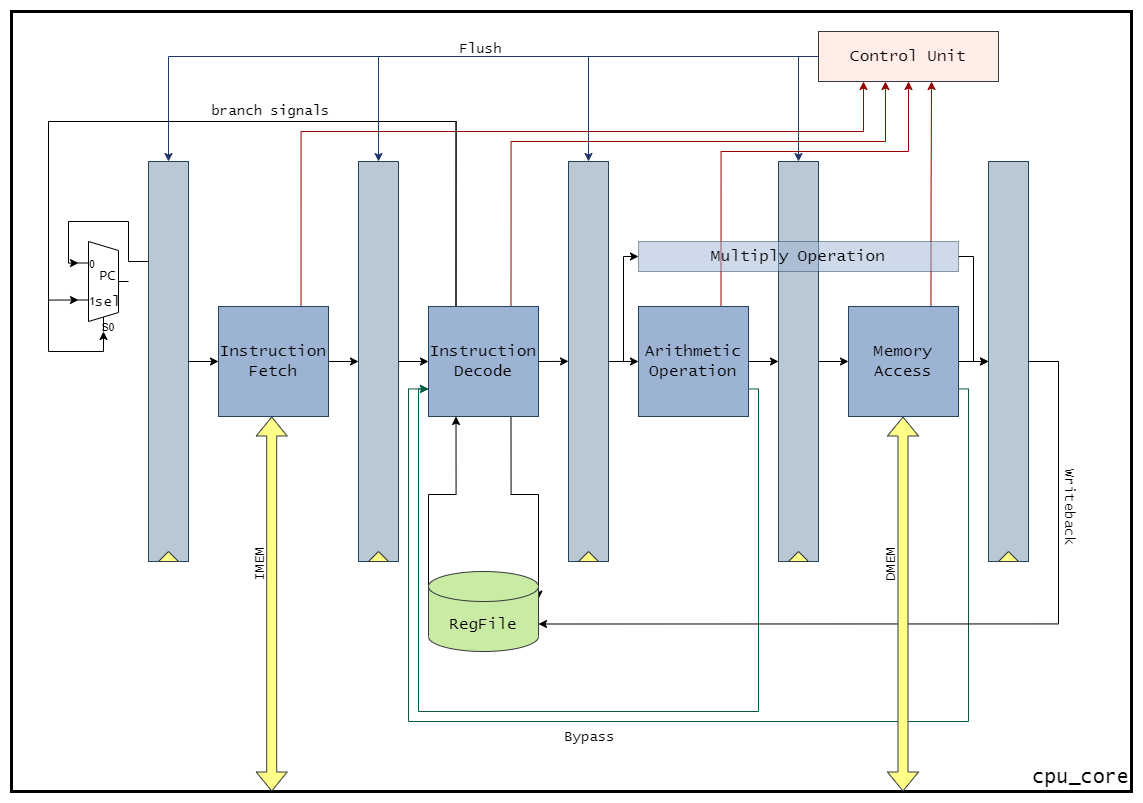 Flush
Control Unit
branch signals
Multiply Operation
0
PC
1sel
S0
Instruction
Fetch
Instruction
Decode
Arithmetic
Operation
Memory
Access
Writeback
IMEM
DMEM
RegFile
Bypass
cpu_core